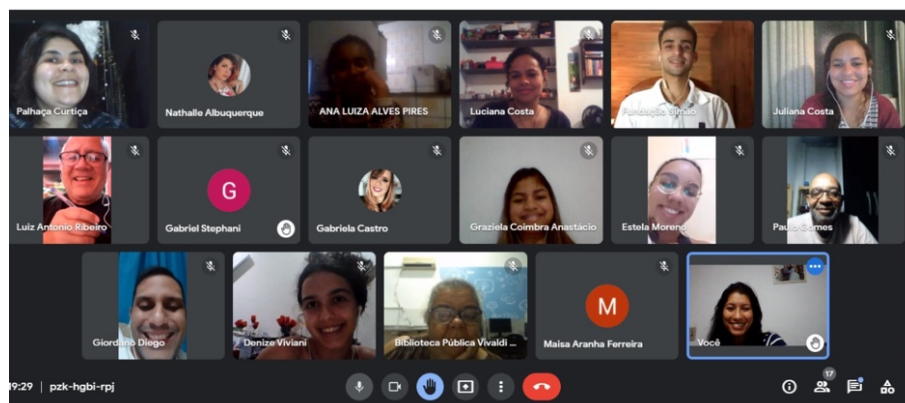 Palhaça Curtiça
Nathalle Albuquerque
ANA LUIZA ALVES PIRES
Luciana Costa
Fundação Simão
Juliana Costa
Luiz Antonio Ribeiro
G
Gabriel Stephani
Gabriela Castro
Graziela Coimbra Anastácio
Estela Moreno
Paulo Gomes
Giordano Diego
Denize Viviani
Biblioteca Pública Vivaldi ...
M
Maisa Aranha Ferreira
Você
17
19:29 | pzk-hgbi-rpj